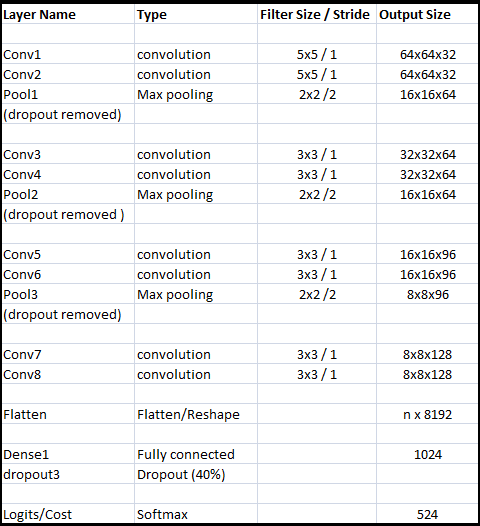 Layer Name Type Filter Size / Stride Output Size
Conv1 convolution 5x5 / 1 64x64x32
Conv2 convolution 5x5 / 1 64x64x32
Pool1 Max pooling 2x2 /2 16x16x64
(dropout removed)
Conv3 convolution 3x3 / 1 32x32x64
Conv4 convolution 3x3 / 1 32x32x64
Pool2 Max pooling 2x2 /2 16x16x64
(dropout removed )
Conv5 convolution 3x3 / 1 16x16x96
Conv6 convolution 3x3 / 1 16x16x96
Pool3 Max pooling 2x2 /2 8x8x96
(dropout removed)
Conv7 convolution 3x3 / 1 8x8x128
Conv8 convolution 3x3 / 1 8x8x128
Flatten Flatten/Reshape n x 8192
Dense1 Fully connected 1024
dropout3 Dropout (40%)
Logits/Cost Softmax 524